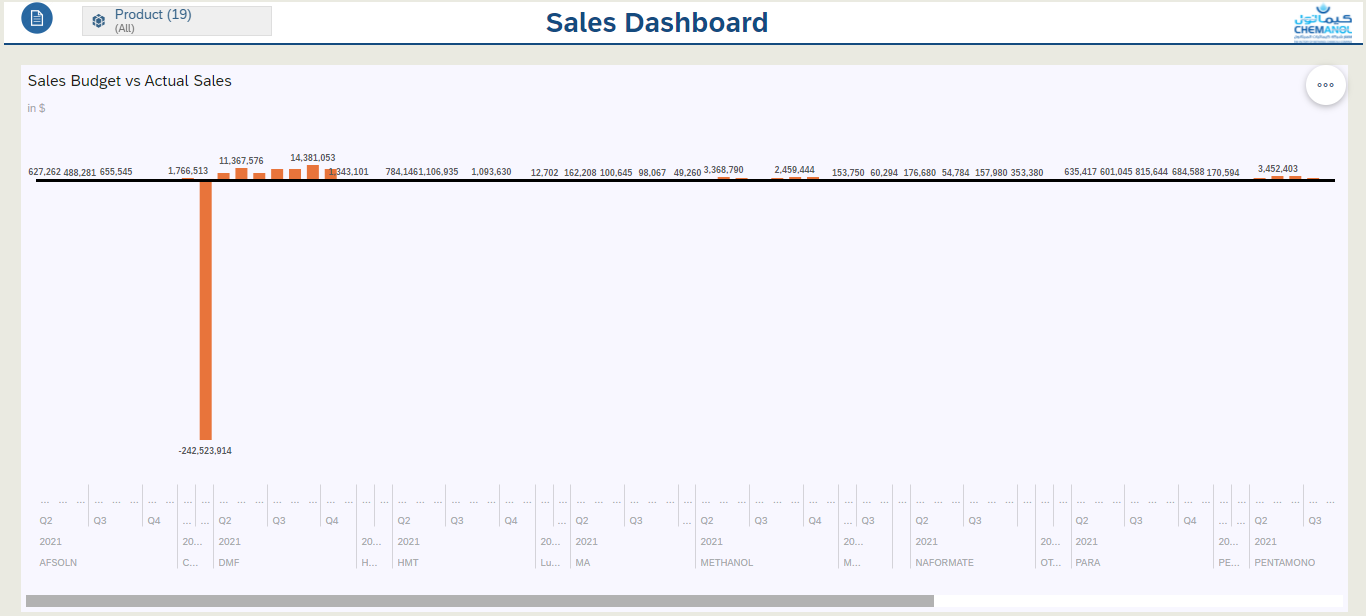 Product (19)
(All)
Sales Dashboard
كيمانول
CHEMANOL
Sales Budget vs Actual Sales
in $
11,367,576 14,381,053
627,262 488,281 655,545 1,766,513 1,343,101 784,146 1,106,935 1,093,630 12,702 162,208 100,645 98,067 49,260 3,368,790 2,459,444 153,750 60,294 176,680 54,784 157,980 353,380 635,417 601,045 815,644 684,588 170,594 3,452,403
-242,523,914
... ... ... ... ... ... ... ... ... ... ... ... ... ... ... ... ... ... ... ... ... ... ... ... ... ... ... ... ... ... ... ... ... ... ... ... ... ... ... ... ... ... ... ... ... ... ... ... ... ... ... ... ... ... ... ... ... ... ... ... ... ... ... ... ... ... ... ... ... ... ... ... ...
Q2 Q3 Q4 ... ... Q2 Q3 Q4 Q2 Q3 Q4 ... Q2 Q3 ... Q2 Q3 Q4 ... Q3 Q2 Q3 Q2 Q3 Q4 ... ... Q2 Q3
2021 20... 2021 20... 2021 20... 2021 2021 20... 2021 20... 2021 20... 2021
AFSOLN C... DMF H... HMT Lu... MA METHANOL M... NAFORMATE OT... PARA PE... PENTAMONO